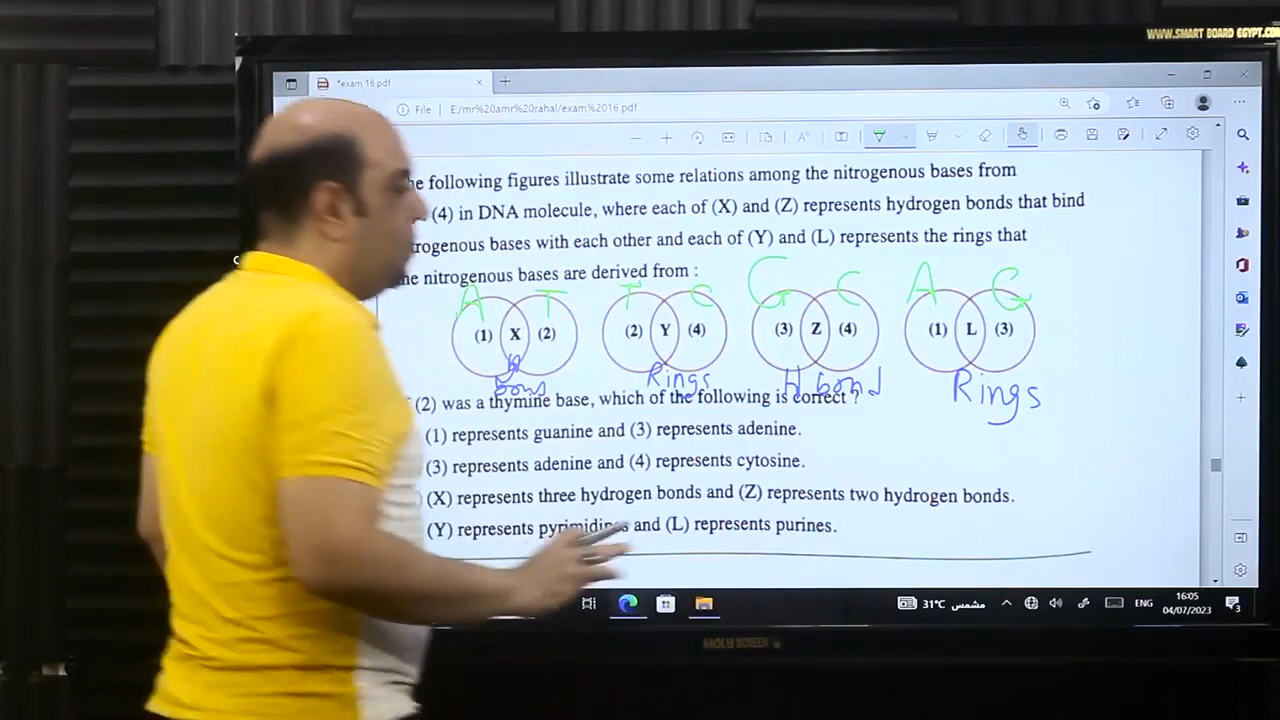 WWW.SMART BOARD EGYPT.COM
*exam 16.pdf
File E:/mr%20amr%20rahal/exam%2016.pdf
he following figures illustrate some relations among the nitrogenous bases from
(4) in DNA molecule, where each of (X) and (Z) represents hydrogen bonds that bind
trogenous bases with each other and each of (Y) and (L) represents the rings that
he nitrogenous bases are derived from :
A T T C G C A G
(1) X (2) (2) Y (4) (3) Z (4) (1) L (3)
H bond Rings H bond Rings
(2) was a thymine base, which of the following is correct ?
(1) represents guanine and (3) represents adenine.
(3) represents adenine and (4) represents cytosine.
(X) represents three hydrogen bonds and (Z) represents two hydrogen bonds.
(Y) represents pyrimidines and (L) represents purines.
31°C مشمس ENG 16:05
04/07/2023
MOLY SCREEN